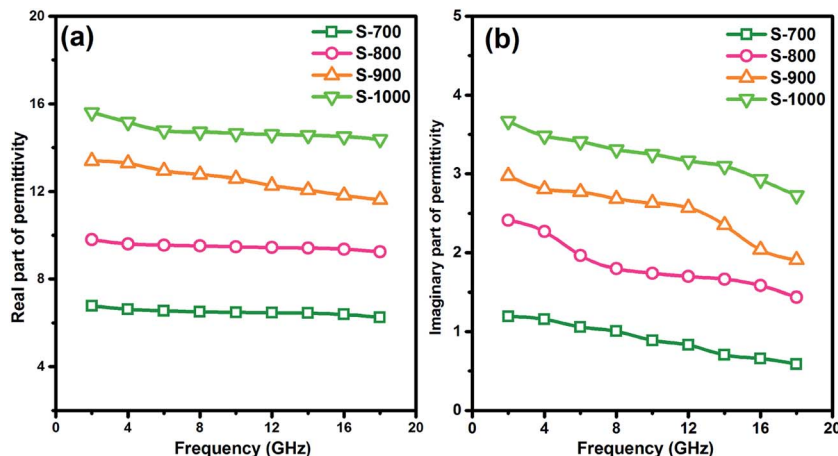 (a)
S-700
S-800
S-900
S-1000
Real part of permittivity
20
16
12
8
4
0 4 8 12 16 20
Frequency (GHz)
(b)
S-700
S-800
S-900
S-1000
Imaginary part of permittivity
5
4
3
2
1
0
0 4 8 12 16 20
Frequency (GHz)